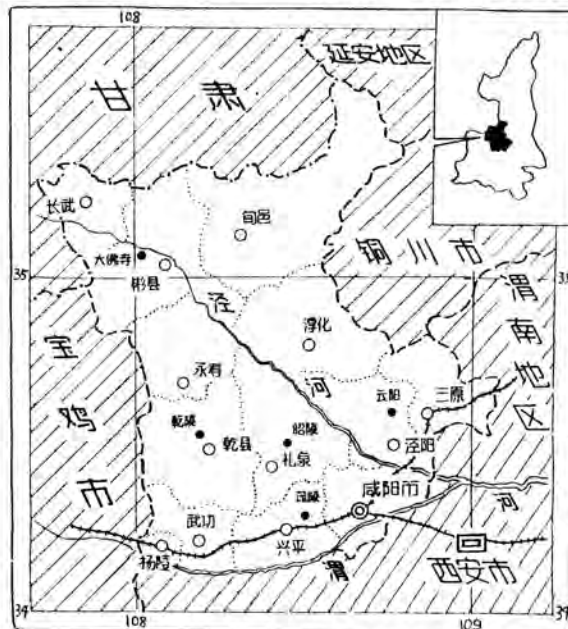 108
延安地区
甘肃
长武
旬邑
大佛寺
彬县
铜川市
35
35
泾
渭南地区
淳化
宝鸡市
永寿
河
云阳
三原
乾陵
昭陵
乾县
泾阳
礼泉
咸阳市
茂陵
河
武功
兴平
杨陵
渭
西安市
34
34
108
109